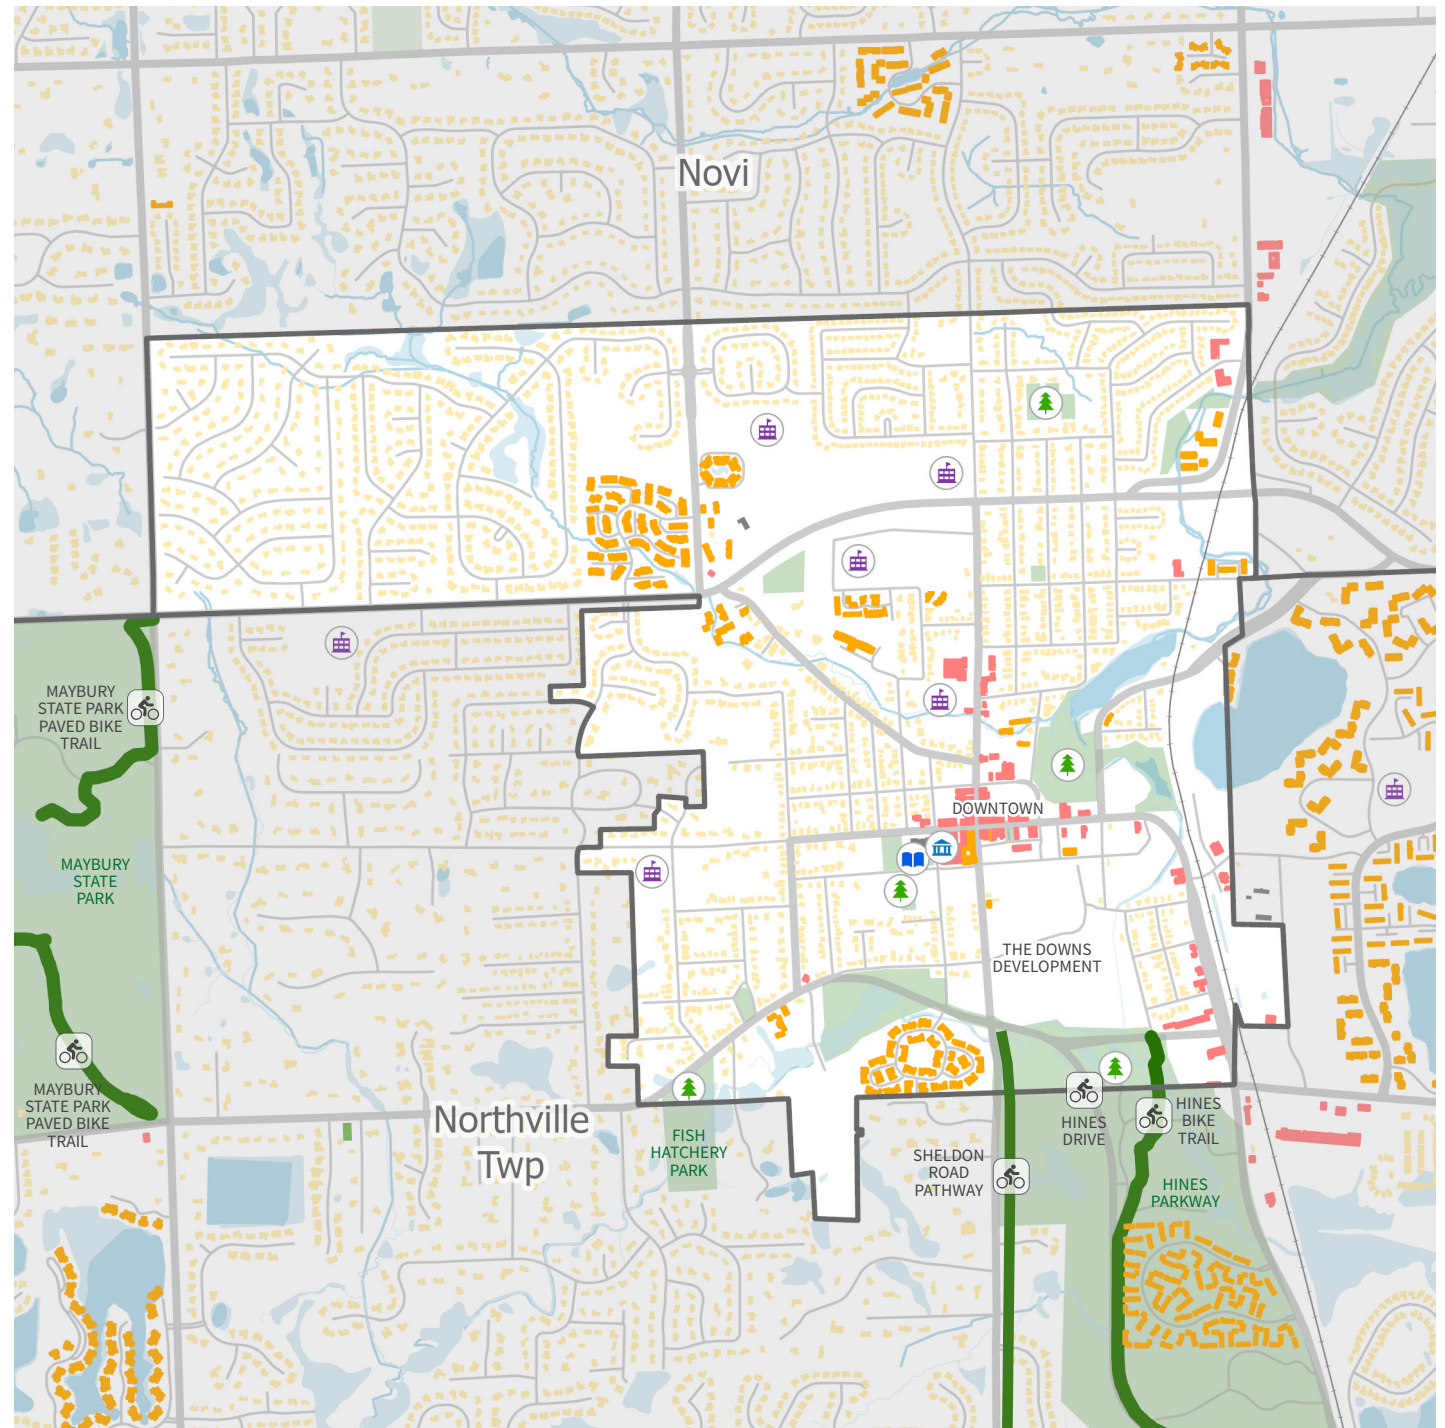 Novi
MAYBURY
STATE PARK
PAVED BIKE
TRAIL
DOWNTOWN
MAYBURY
STATE
PARK
THE DOWNS
DEVELOPMENT
MAYBURY
STATE PARK
PAVED BIKE
TRAIL
Northville
Twp
FISH
HATCHERY
PARK
SHELDON
ROAD
PATHWAY
HINES
DRIVE
HINES
BIKE
TRAIL
HINES
PARKWAY